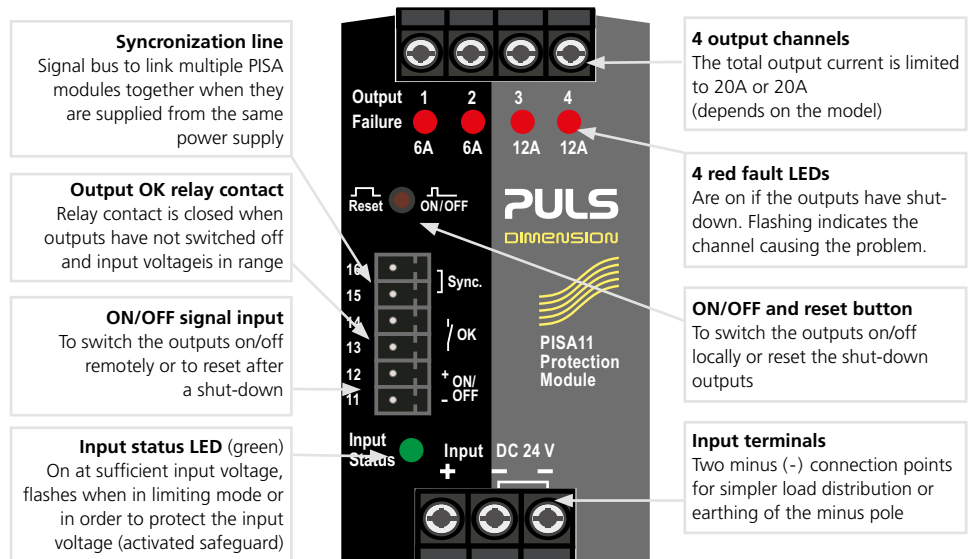 Syncronization line
Signal bus to link multiple PISA
modules together when they
are supplied from the same
power supply
Output OK relay contact
Relay contact is closed when
outputs have not switched off
and input voltageis in range
ON/OFF signal input
To switch the outputs on/off
remotely or to reset after
a shut-down
Input status LED (green)
On at sufficient input voltage,
flashes when in limiting mode or
in order to protect the input
voltage (activated safeguard)
Output 1 2 3 4
Failure
6A 6A 12A 12A
Reset ON/OFF
PULS
DIMENSION
16
15 Sync.
14
13 OK
12 + ON/
11 - OFF
PISA11
Protection
Module
Input
Status
Input DC 24 V
+ - -
4 output channels
The total output current is limited
to 20A or 20A
(depends on the model)
4 red fault LEDs
Are on if the outputs have shut-
down. Flashing indicates the
channel causing the problem.
ON/OFF and reset button
To switch the outputs on/off
locally or reset the shut-down
outputs
Input terminals
Two minus (-) connection points
for simpler load distribution or
earthing of the minus pole